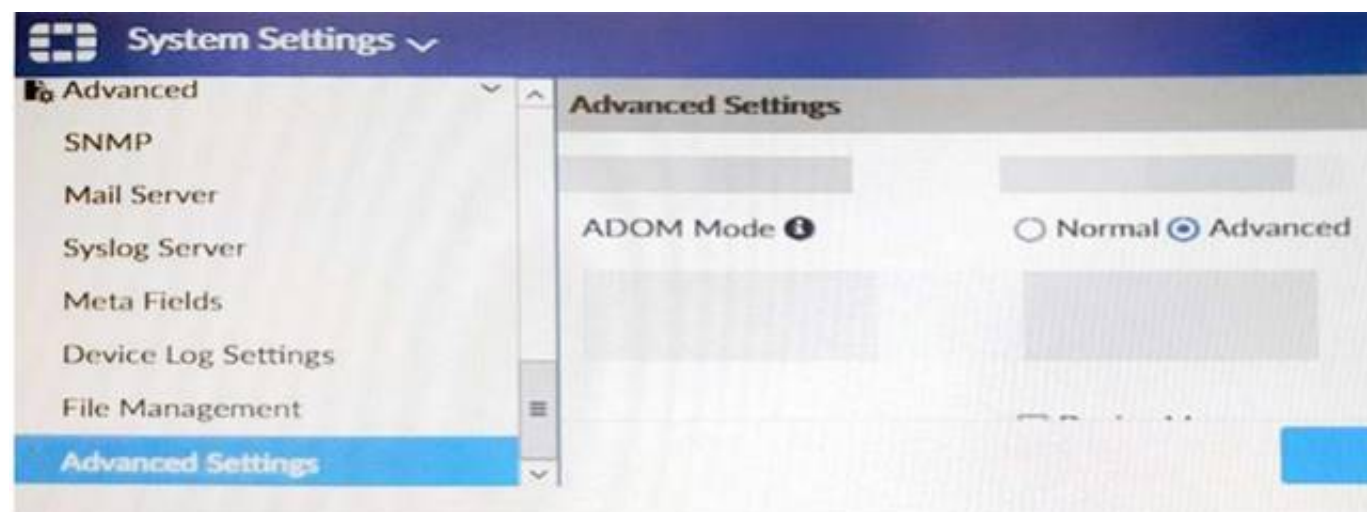 System Settings
Advanced
SNMP
Mail Server
Syslog Server
Meta Fields
Device Log Settings
File Management
Advanced Settings
Advanced Settings
ADOM Mode
Normal Advanced